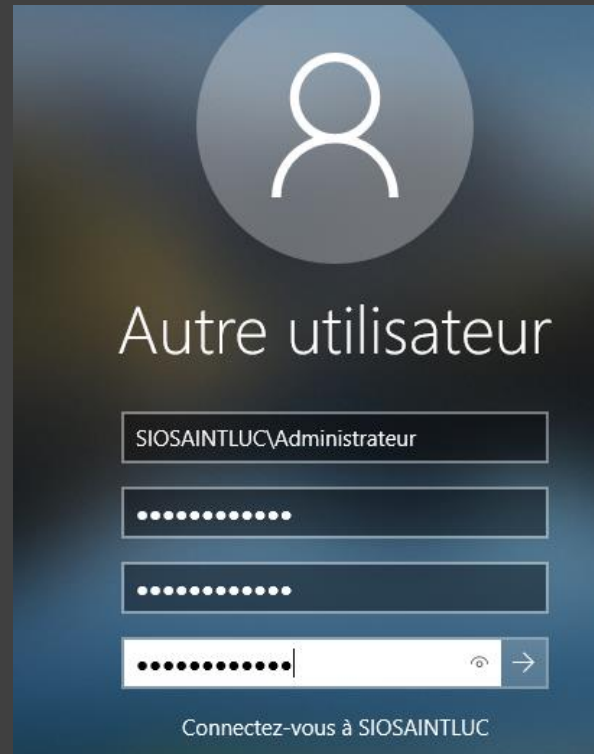 Autre utilisateur
SIOSAINTLUC\Administrateur
••••••••••••
••••••••••••
••••••••••••
Connectez-vous à SIOSAINTLUC